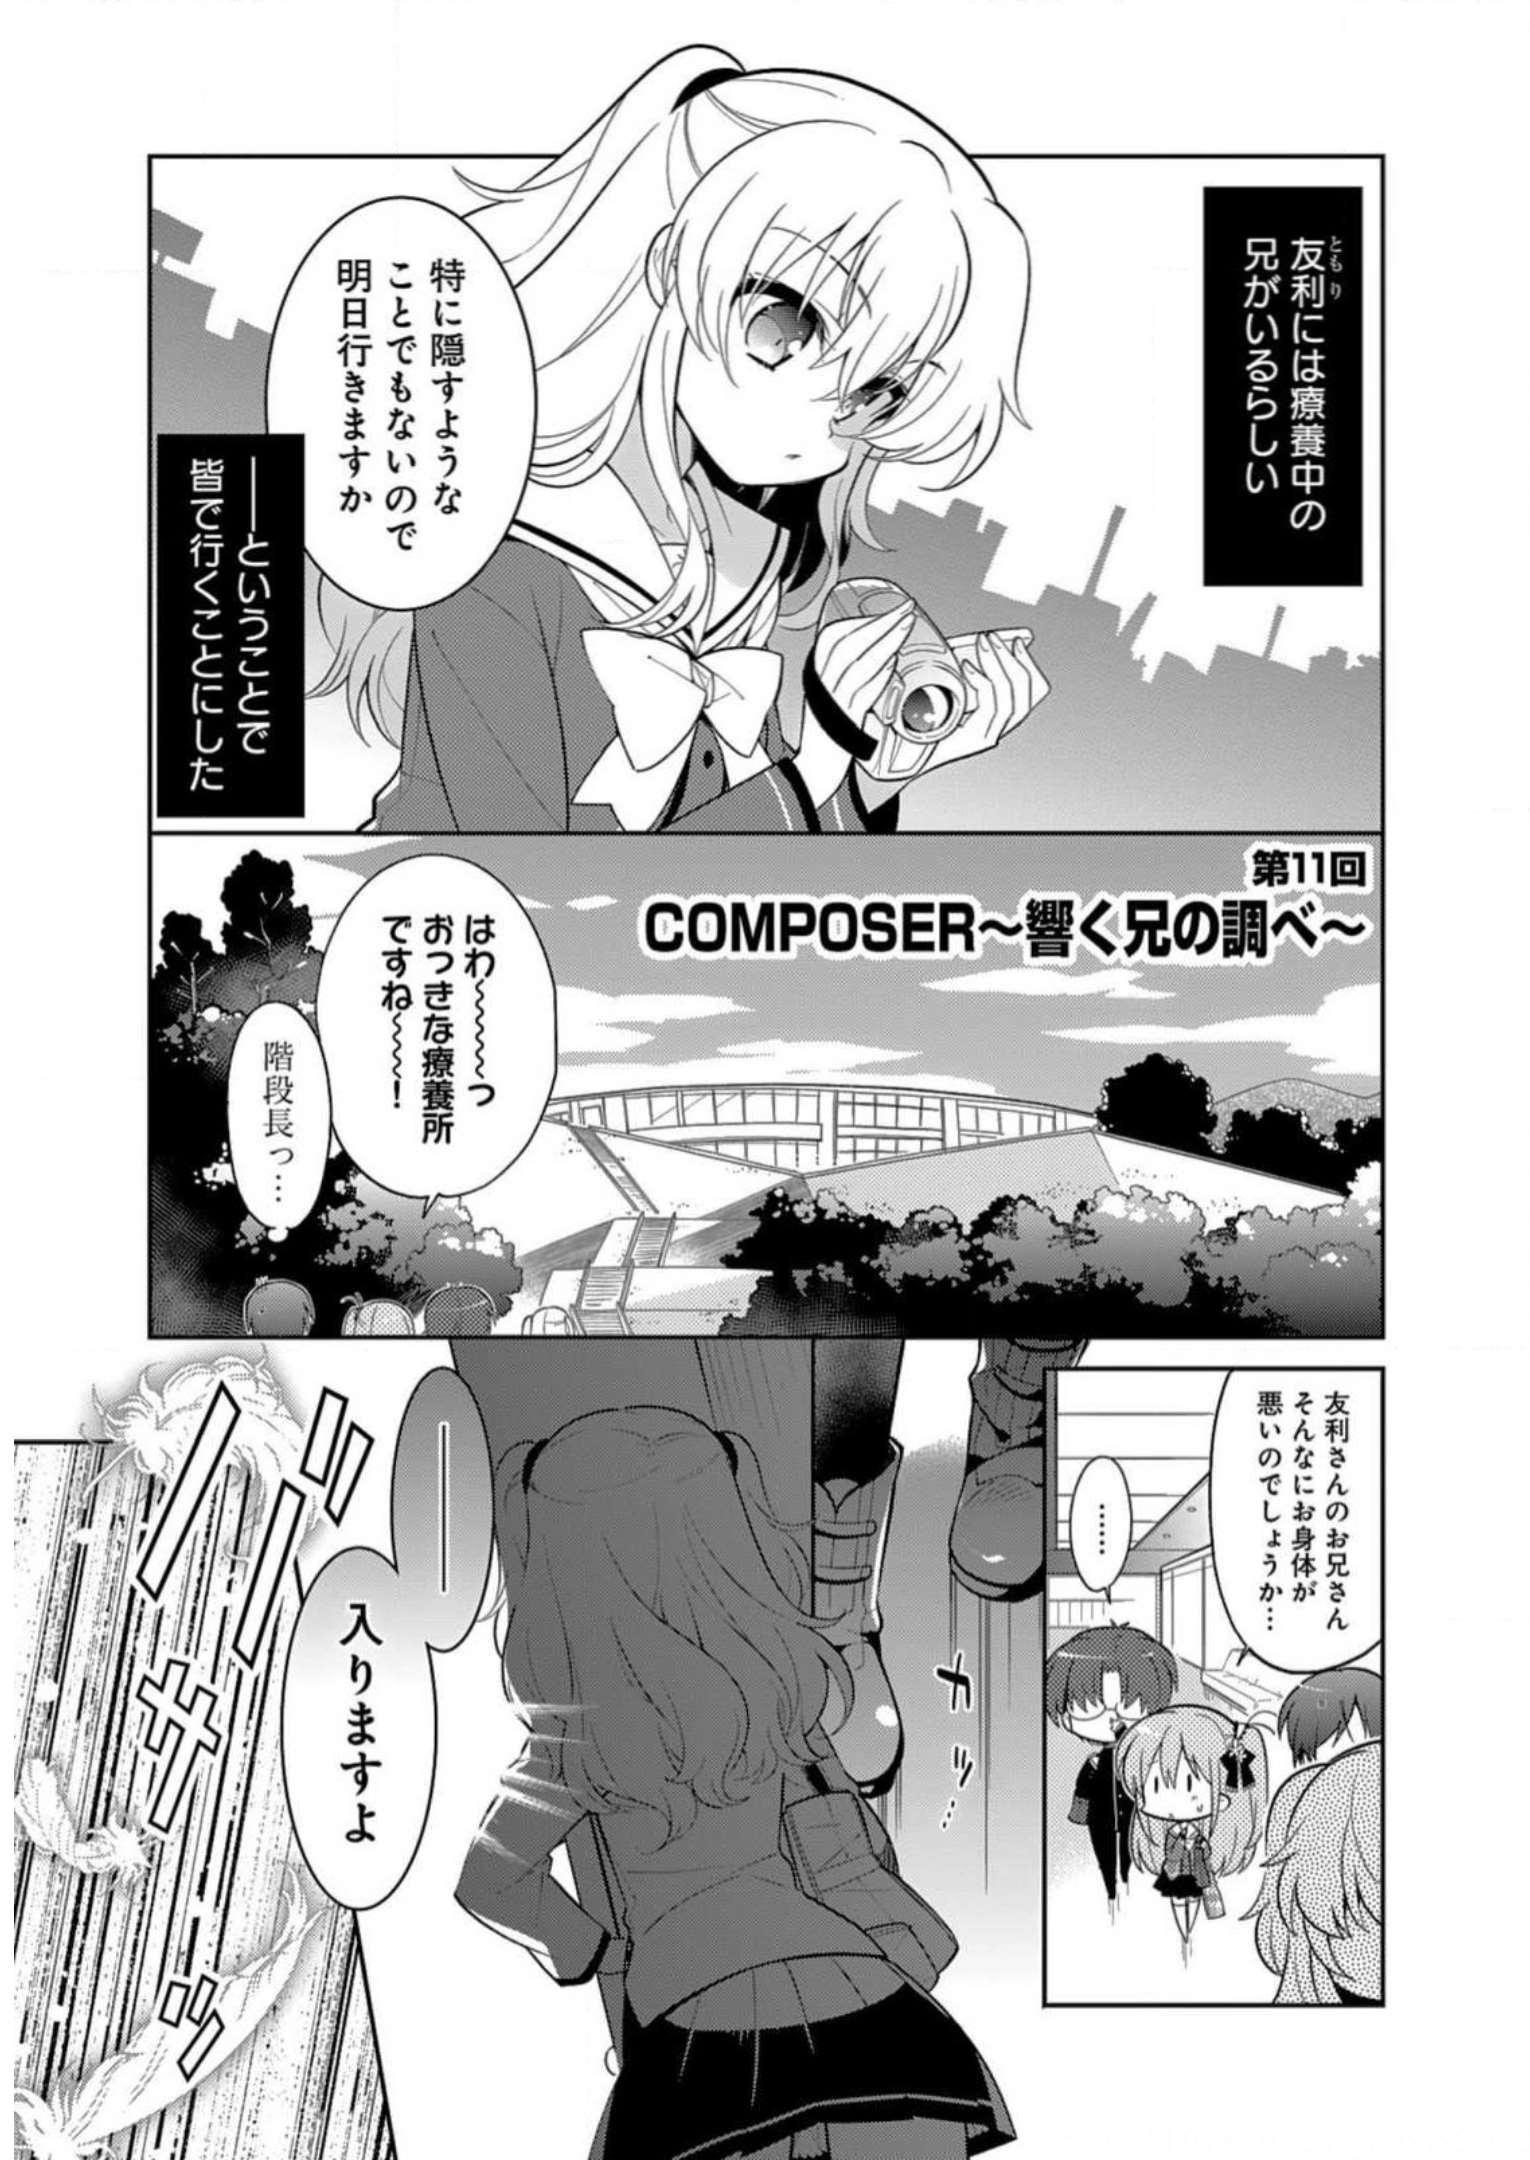 友利には療養中の
兄がいるらしい
ともり
特に隠すような
ことでもないので
明日行きますか
――ということで
皆で行くことにした
第11回
COMPOSER〜響く兄の調べ〜
はわ〜〜〜〜つ
おっきな療養所
ですね〜〜〜〜!
階段長っ…
友利さんのお兄さん
そんなにお身体が
悪いのでしょうか…
……
カツ…
――
入りますよ
バサッ